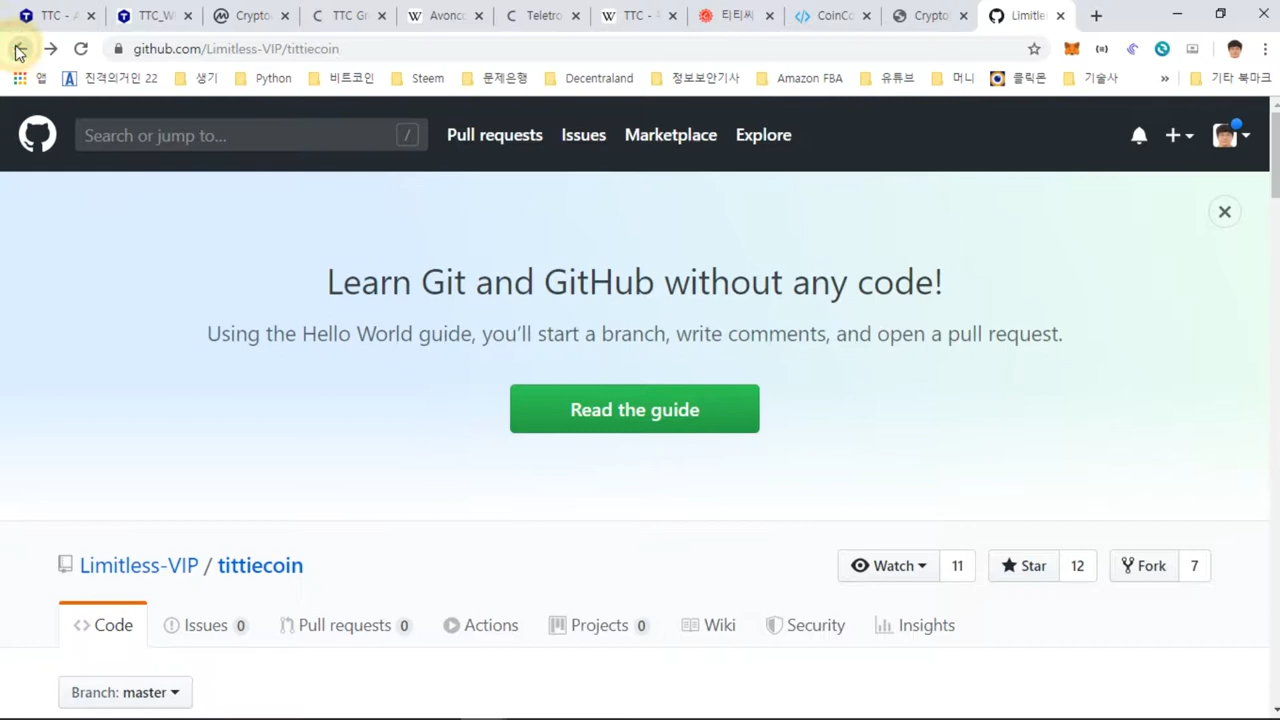 TTC - A
TTC_W
Crypto
TTC Gr
Avonco
Teletro
TTC - A
티티씨
CoinCo
Crypto
Limitle
github.com/Limitless-VIP/tittiecoin
앱
진격의거인 22
생기
Python
비트코인
Steem
문제은행
Decentraland
정보보안기사
Amazon FBA
유튜브
머니
클릭몬
기술사
»
기타 북마크
Search or jump to...
/
Pull requests
Issues
Marketplace
Explore
Learn Git and GitHub without any code!
Using the Hello World guide, you’ll start a branch, write comments, and open a pull request.
Read the guide
Limitless-VIP / tittiecoin
Watch 11
Star 12
Fork 7
Code
Issues 0
Pull requests 0
Actions
Projects 0
Wiki
Security
Insights
Branch: master